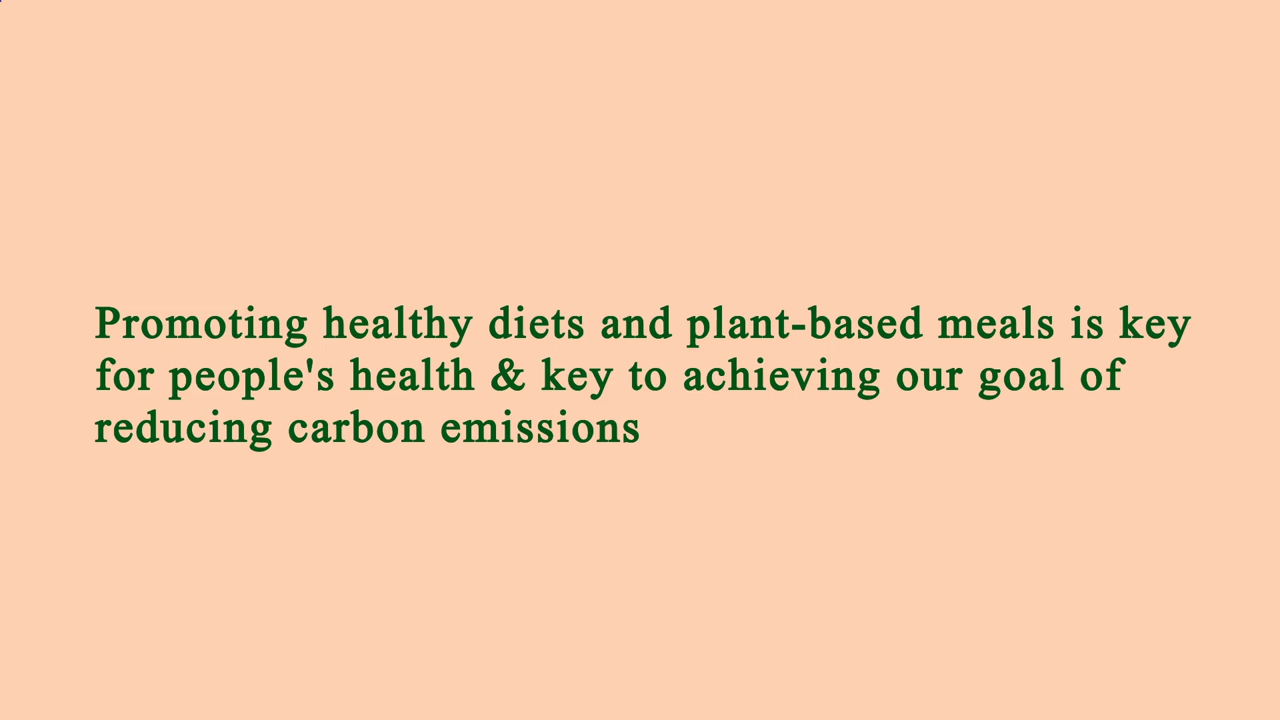 Promoting healthy diets and plant-based meals is key
for people's health & key to achieving our goal of
reducing carbon emissions